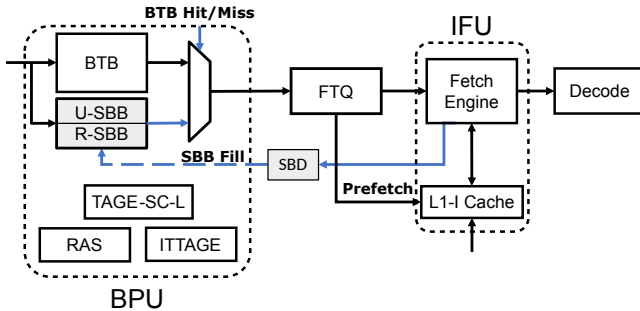 BTB Hit/Miss
IFU
BTB
U-SBB
R-SBB
FTQ
Fetch
Engine
Decode
SBB Fill
SBD
Prefetch
TAGE-SC-L
L1-I Cache
RAS
ITTAGE
BPU